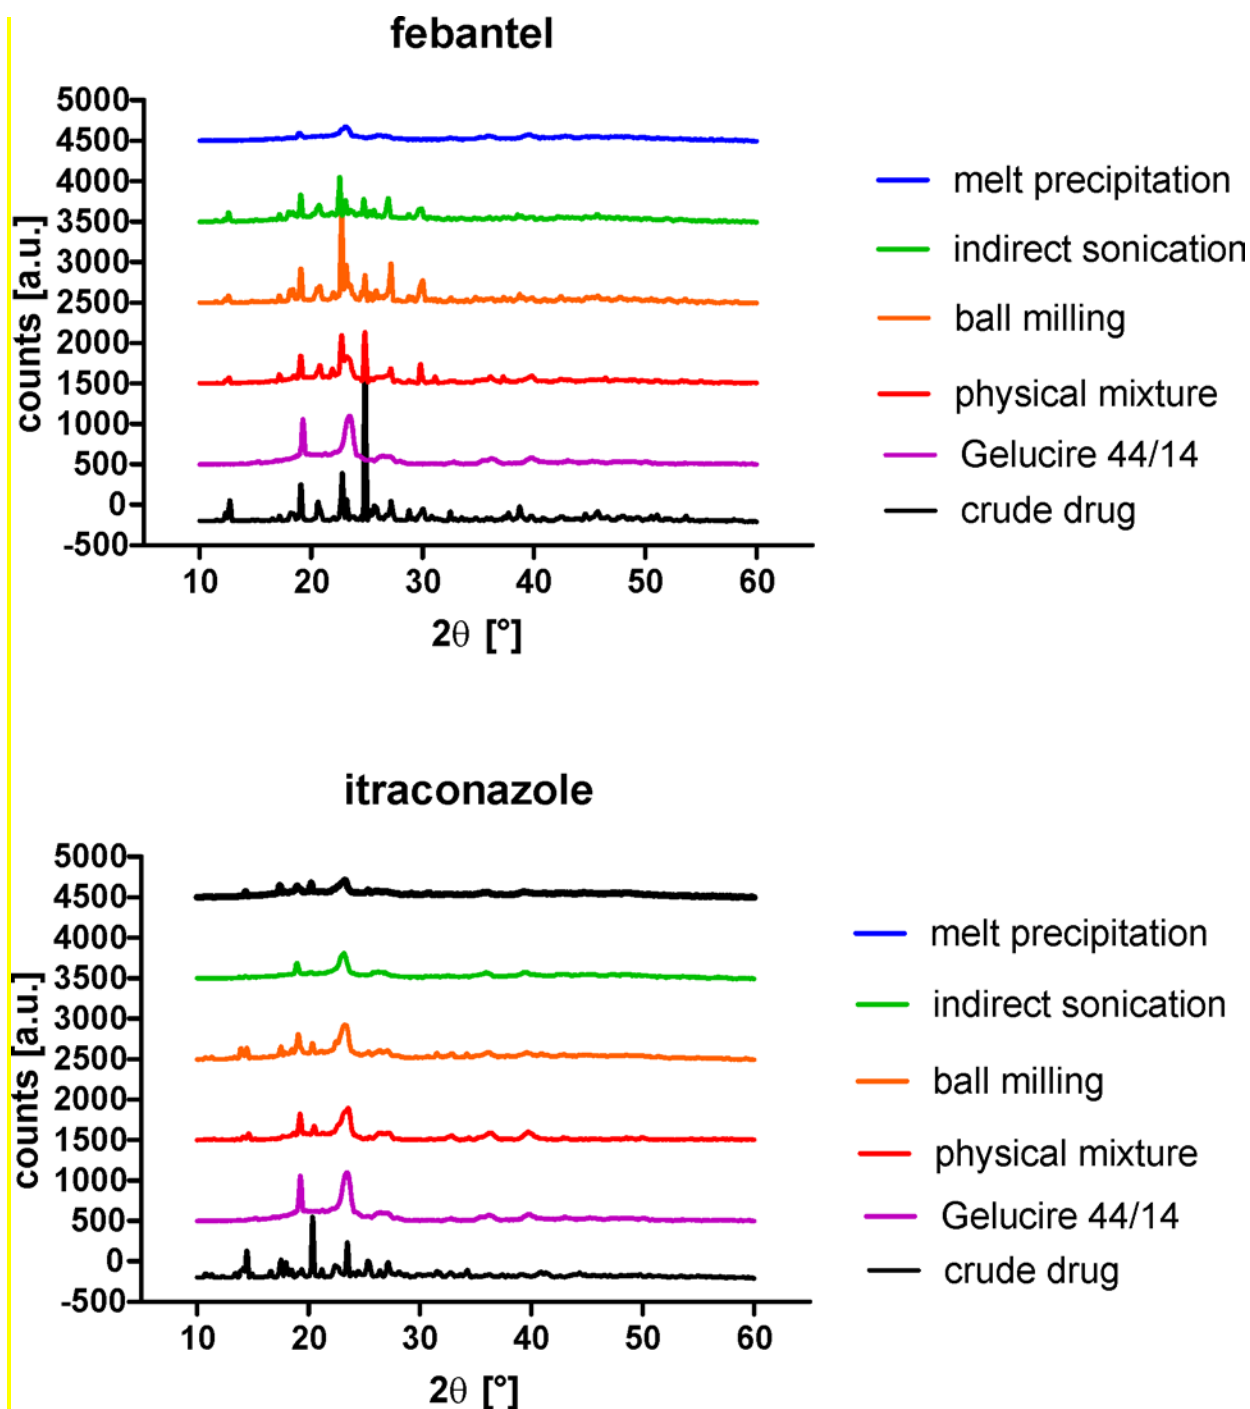 febantel
5000
4500
4000
3500
3000
2500
2000
1500
1000
500
0
-500
counts [a.u.]
10 20 30 40 50 60
2θ [°]
melt precipitation
indirect sonication
ball milling
physical mixture
Gelucire 44/14
crude drug
itraconazole
5000
4500
4000
3500
3000
2500
2000
1500
1000
500
0
-500
counts [a.u.]
10 20 30 40 50 60
2θ [°]
melt precipitation
indirect sonication
ball milling
physical mixture
Gelucire 44/14
crude drug